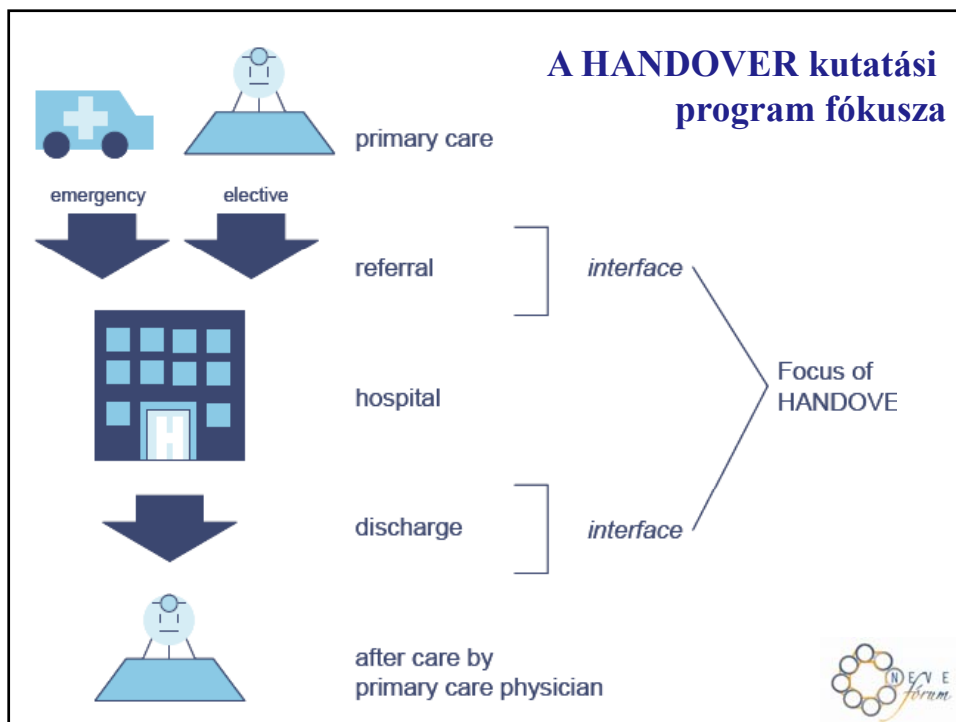 A HANDOVER kutatási
program fókusza
primary care
emergency
elective
referral
interface
H
hospital
Focus of
HANDOVE
discharge
interface
after care by
primary care physician
NEVE
fórum